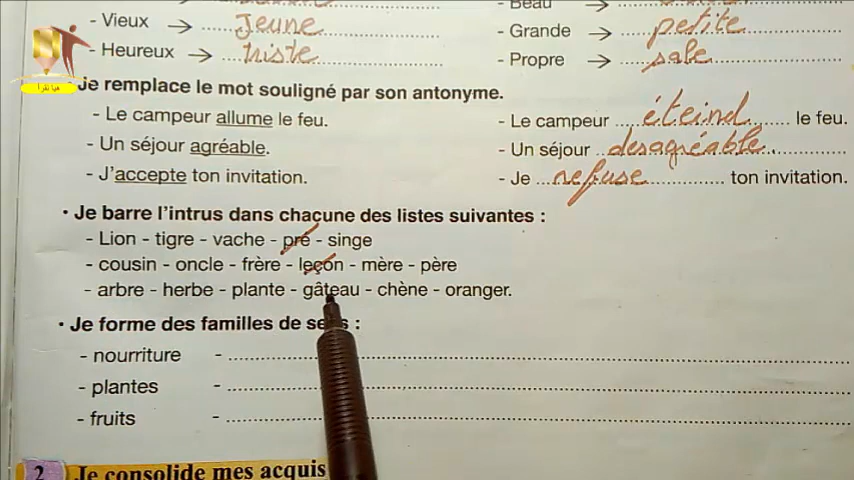 - Beau
- Vieux → jeune
- Grande → petite
- Heureux → triste
- Propre → sale
هيا نقرأ
Je remplace le mot souligné par son antonyme.
- Le campeur allume le feu.
- Le campeur éteind le feu.
- Un séjour agréable.
- Un séjour desagréable.
- J'accepte ton invitation.
- Je refuse ton invitation.
• Je barre l'intrus dans chacune des listes suivantes :
- Lion - tigre - vache - pré - singe
- cousin - oncle - frère - leçon - mère - père
- arbre - herbe - plante - gâteau - chène - oranger.
• Je forme des familles de sens :
- nourriture -
- plantes -
- fruits -
2 Je consolide mes acquis